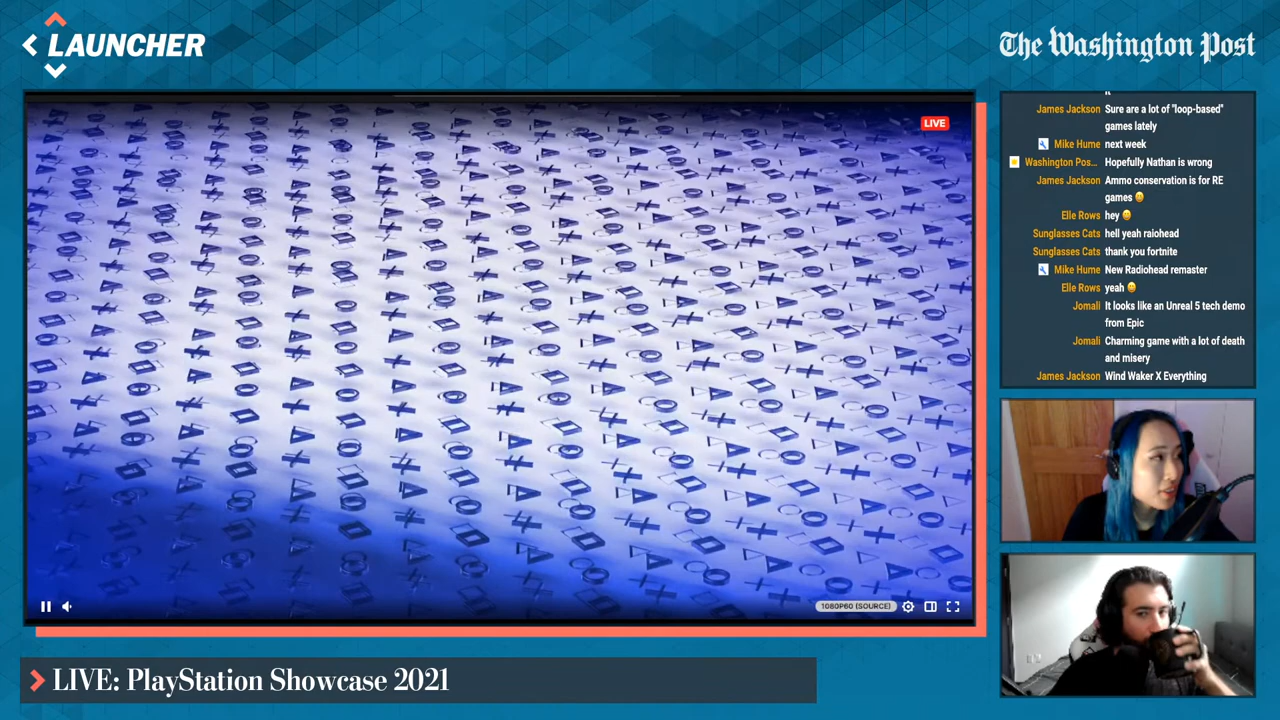 LAUNCHER
The Washington Post
LIVE
James Jackson Sure are a lot of "loop-based"
games lately
Mike Hume next week
Washington Pos... Hopefully Nathan is wrong
James Jackson Ammo conservation is for RE
games
Elle Rows hey
Sunglasses Cats hell yeah raiohead
Sunglasses Cats thank you fortnite
Mike Hume New Radiohead remaster
Elle Rows yeah
Jomali It looks like an Unreal 5 tech demo
from Epic
Jomali Charming game with a lot of death
and misery
James Jackson Wind Waker X Everything
1080P60 (SOURCE)
LIVE: PlayStation Showcase 2021